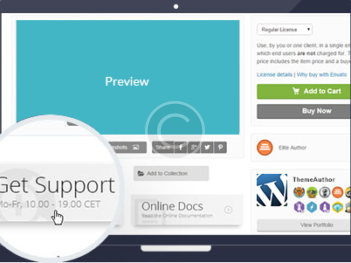 Preview
Regular License
Use, by you or one client, in a single en
which end users are not charged for. T
price includes the item price and a buye
License details | Why buy with Envato
Add to Cart
Buy Now
Share
Elite Author
Add to Collection
Get Support
Mo-Fr, 10.00 - 19.00 CET
Online Docs
Read the Online Documentation
ThemeAuthor
View Portfolio